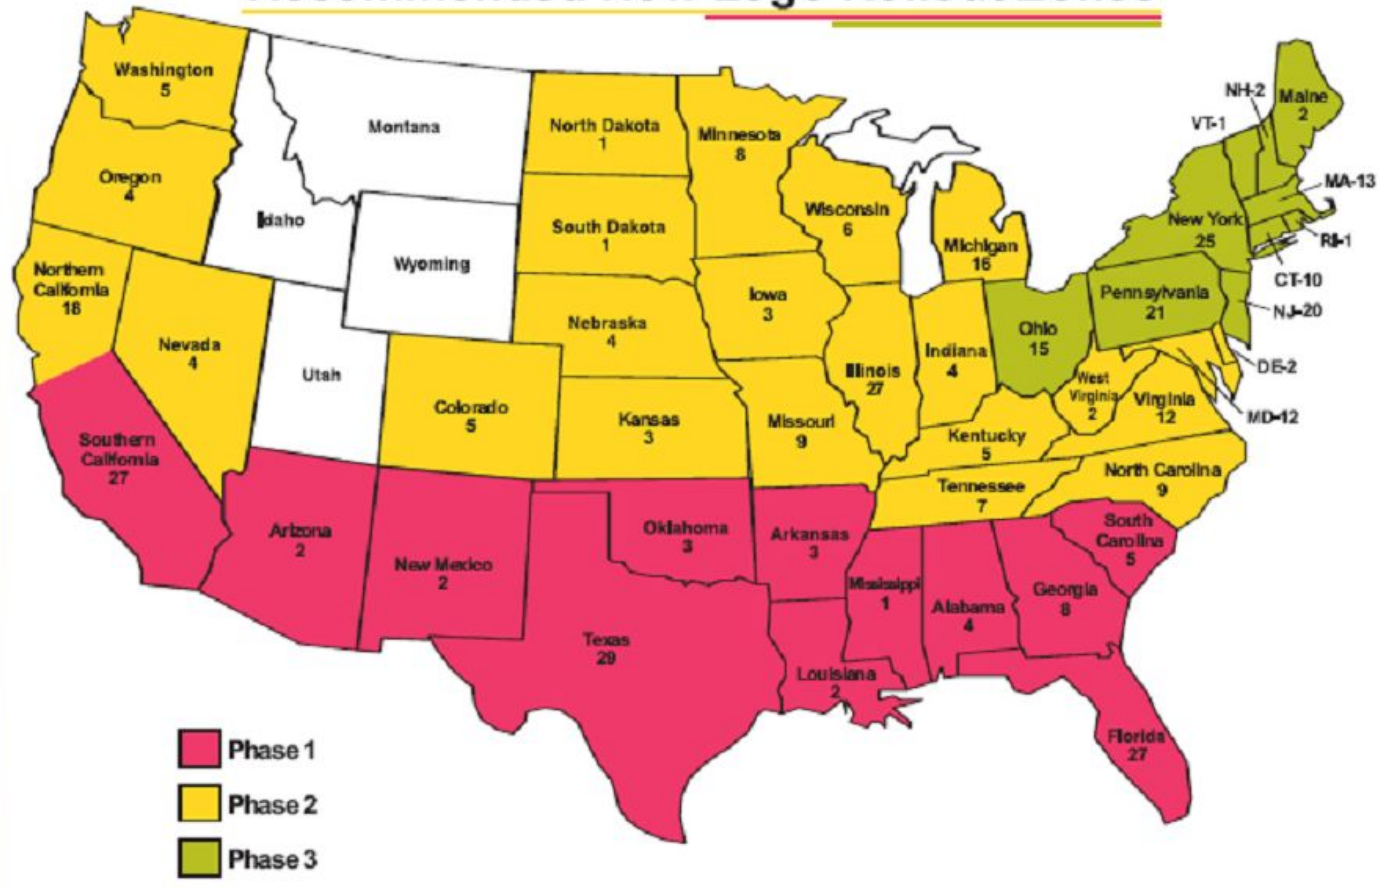 Recommended New Logo Rollout Zones
Washington
5
Montana
North Dakota
1
Minnesota
8
NH-2
Maine
2
VT-1
Oregon
4
Idaho
South Dakota
1
Wisconsin
6
MA-13
New York
25
RI-1
Northern
California
18
Wyoming
Michigan
16
CT-10
Nebraska
4
Iowa
3
Pennsylvania
21
NJ-20
Nevada
4
Utah
Illinois
27
Indiana
4
Ohio
15
DE-2
West
Virginia
2
Virginia
12
MD-12
Colorado
5
Kansas
3
Missouri
9
Kentucky
5
Southern
California
27
Tennessee
7
North Carolina
9
Arizona
2
New Mexico
2
Oklahoma
3
Arkansas
3
South
Carolina
5
Mississippi
1
Alabama
4
Georgia
8
Texas
29
Louisiana
2
Florida
27
Phase 1
Phase 2
Phase 3